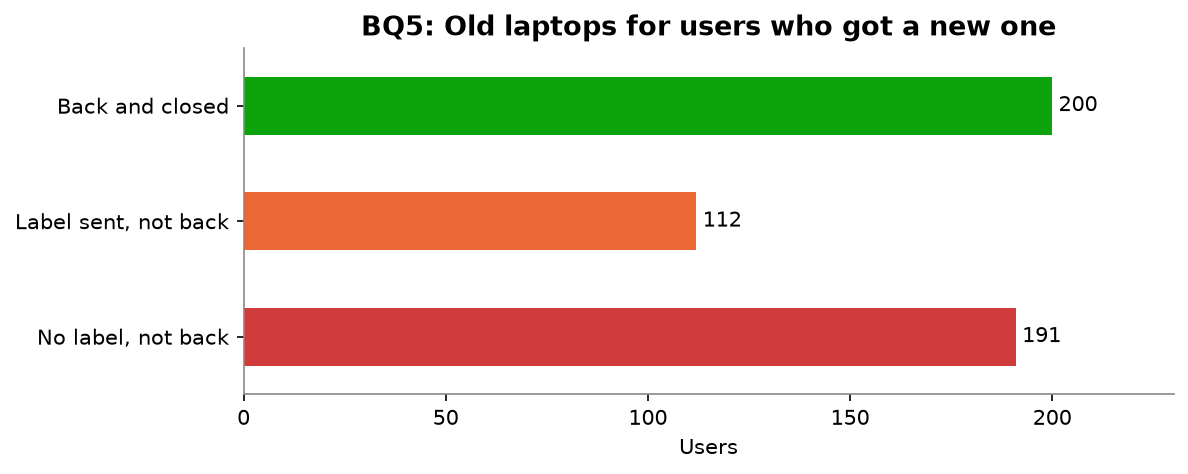 BQ5: Old laptops for users who got a new one
Back and closed
200
Label sent, not back
112
No label, not back
191
0 50 100 150 200
Users